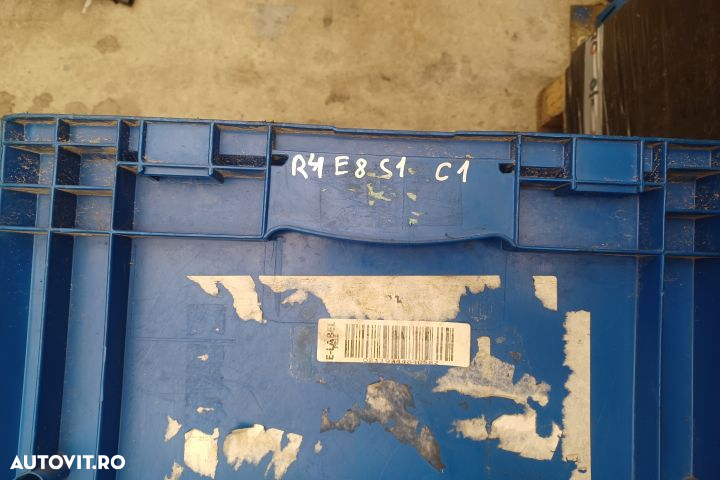 R4 E8 S1 C1
E-LABEL
AUTOVIT.RO